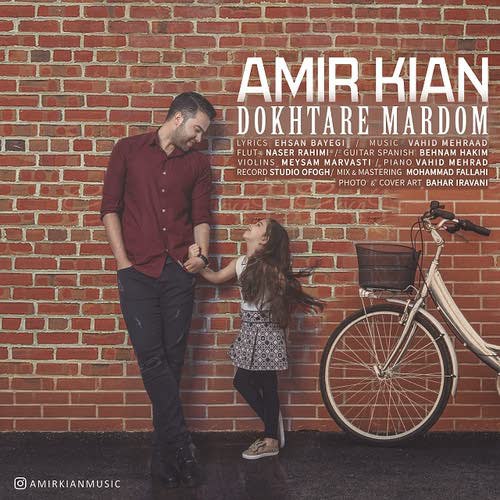 AMIR KIAN
DOKHTARE MARDOM
LYRICS EHSAN BAYEGI / MUSIC VAHID MEHRAAD
FLUT NASER RAHIMI / GUITAR SPANISH BEHNAM HAKIM
VIOLINS MEYSAM MARVASTI / PIANO VAHID MEHRAD
RECORD STUDIO OFOGH / MIX & MASTERING MOHAMMAD FALLAHI
PHOTO & COVER ART BAHAR IRAVANI
AMIRKIANMUSIC